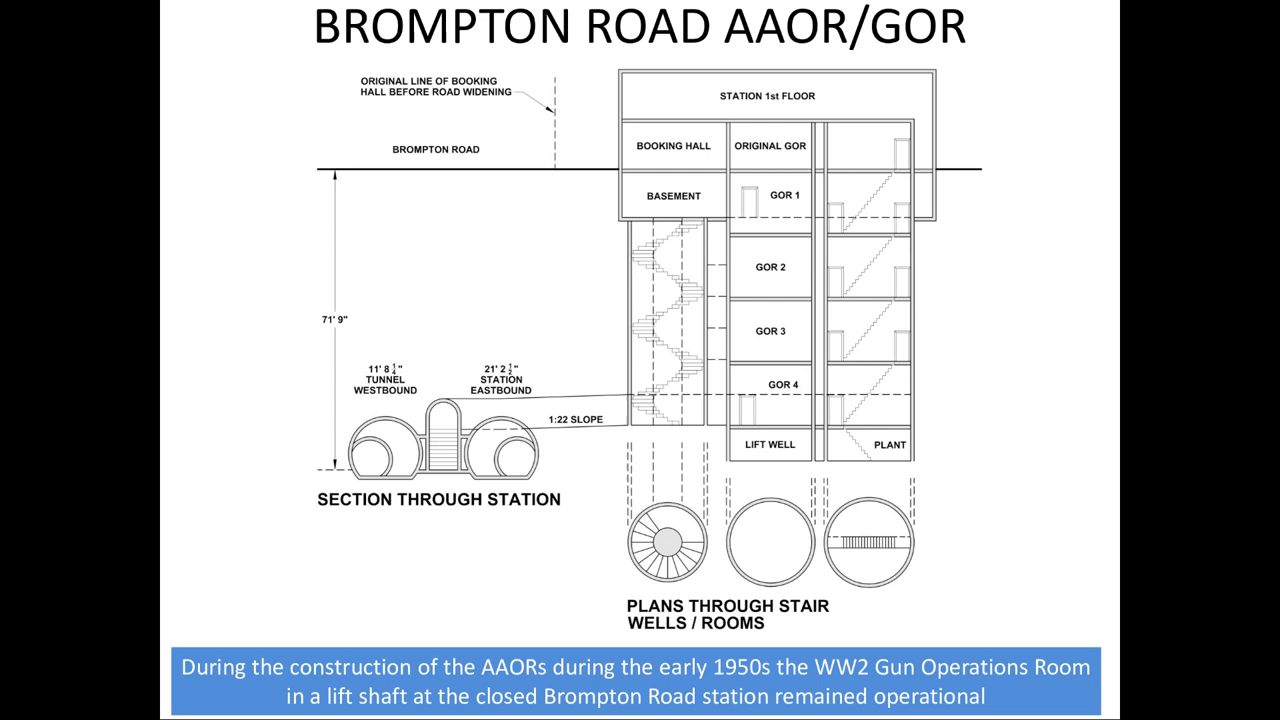 BROMPTON ROAD AAOR/GOR
ORIGINAL LINE OF BOOKING
HALL BEFORE ROAD WIDENING
STATION 1st FLOOR
BROMPTON ROAD
BOOKING HALL
ORIGINAL GOR
BASEMENT
GOR 1
GOR 2
71' 9"
GOR 3
11' 8 1/4"
TUNNEL
WESTBOUND
21' 2 1/2"
STATION
EASTBOUND
GOR 4
1:22 SLOPE
LIFT WELL
PLANT
SECTION THROUGH STATION
PLANS THROUGH STAIR
WELLS / ROOMS
During the construction of the AAORs during the early 1950s the WW2 Gun Operations Room
in a lift shaft at the closed Brompton Road station remained operational